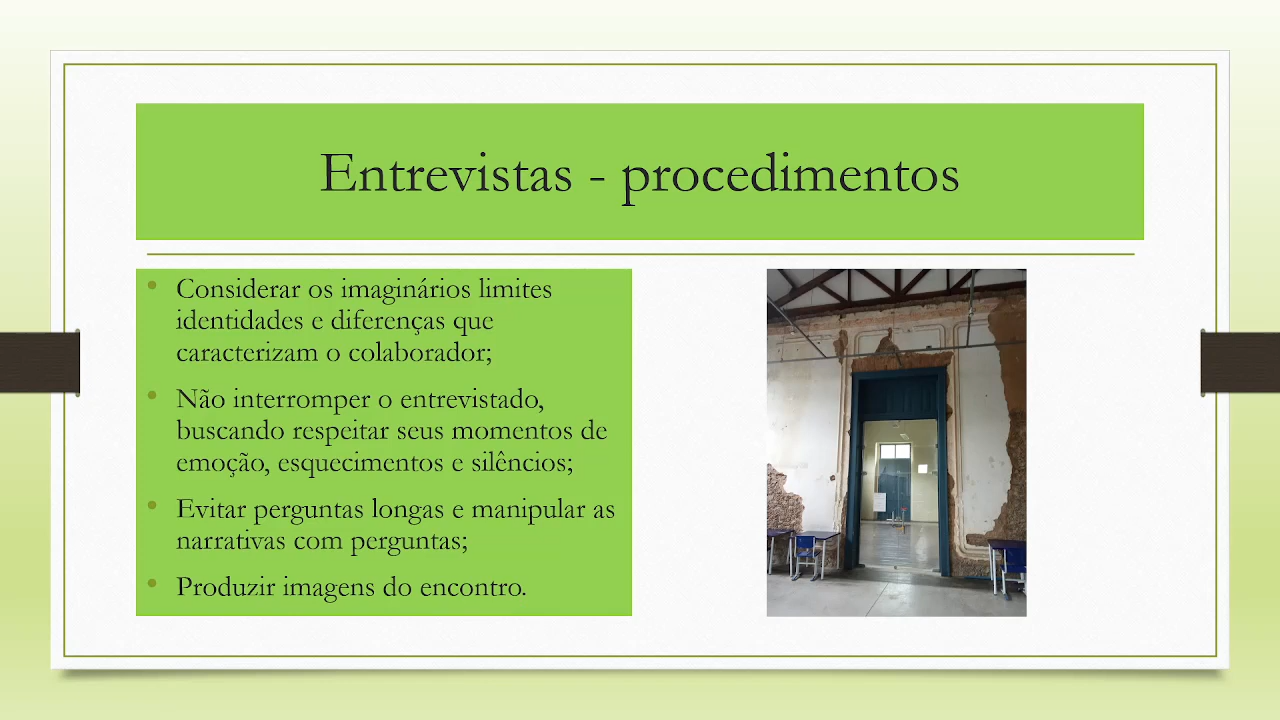 Entrevistas - procedimentos
• Considerar os imaginários limites
identidades e diferenças que
caracterizam o colaborador;
• Não interromper o entrevistado,
buscando respeitar seus momentos de
emoção, esquecimentos e silêncios;
• Evitar perguntas longas e manipular as
narrativas com perguntas;
• Produzir imagens do encontro.